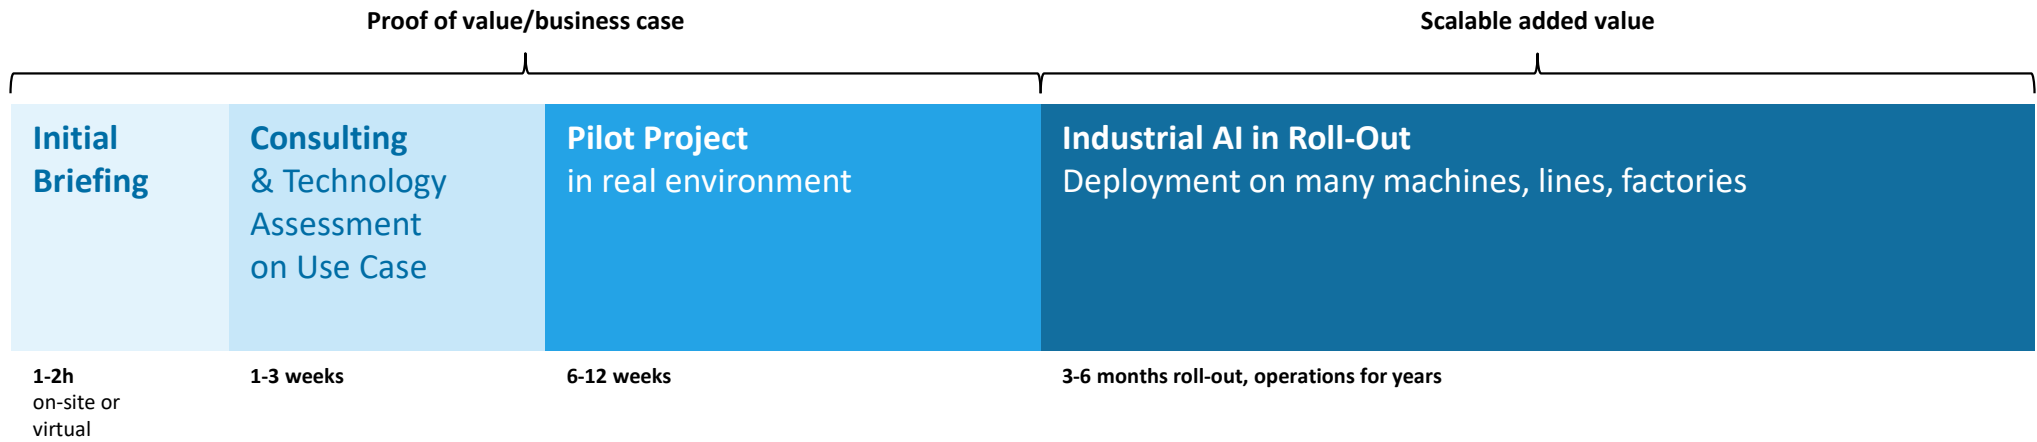 Proof of value/business case
Scalable added value
Initial
Briefing
Consulting
& Technology
Assessment
on Use Case
Pilot Project
in real environment
Industrial AI in Roll-Out
Deployment on many machines, lines, factories
1-2h
on-site or
virtual
1-3 weeks
6-12 weeks
3-6 months roll-out, operations for years